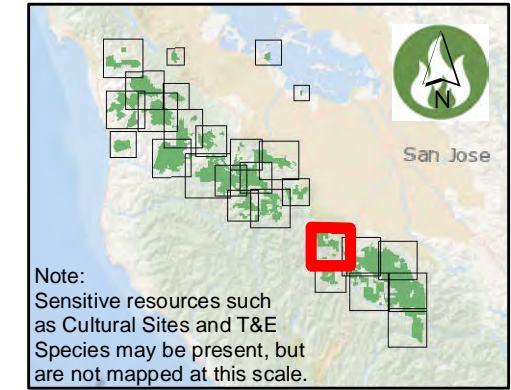 N
San Jose
Note:
Sensitive resources such
as Cultural Sites and T&E
Species may be present, but
are not mapped at this scale.